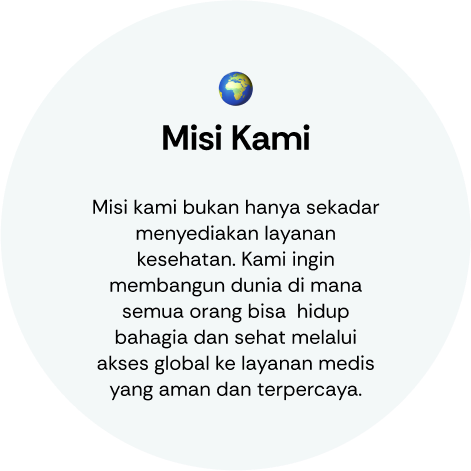 Misi Kami
Misi kami bukan hanya sekadar
menyediakan layanan
kesehatan. Kami ingin
membangun dunia di mana
semua orang bisa  hidup
bahagia dan sehat melalui
akses global ke layanan medis
yang aman dan terpercaya.